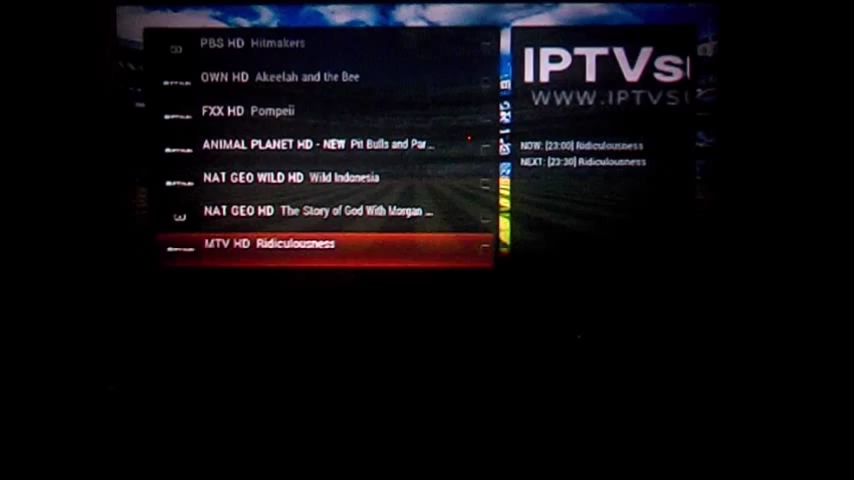 PBS HD Hitmakers
OWN HD Akeelah and the Bee
FXX HD Pompeii
ANIMAL PLANET HD - NEW Pit Bulls and Par...
NAT GEO WILD HD Wild Indonesia
NAT GEO HD The Story of God With Morgan ...
MTV HD Ridiculousness
IPTVs
WWW.IPTVSU
NOW: [23:00] Ridiculousness
NEXT: [23:30] Ridiculousness